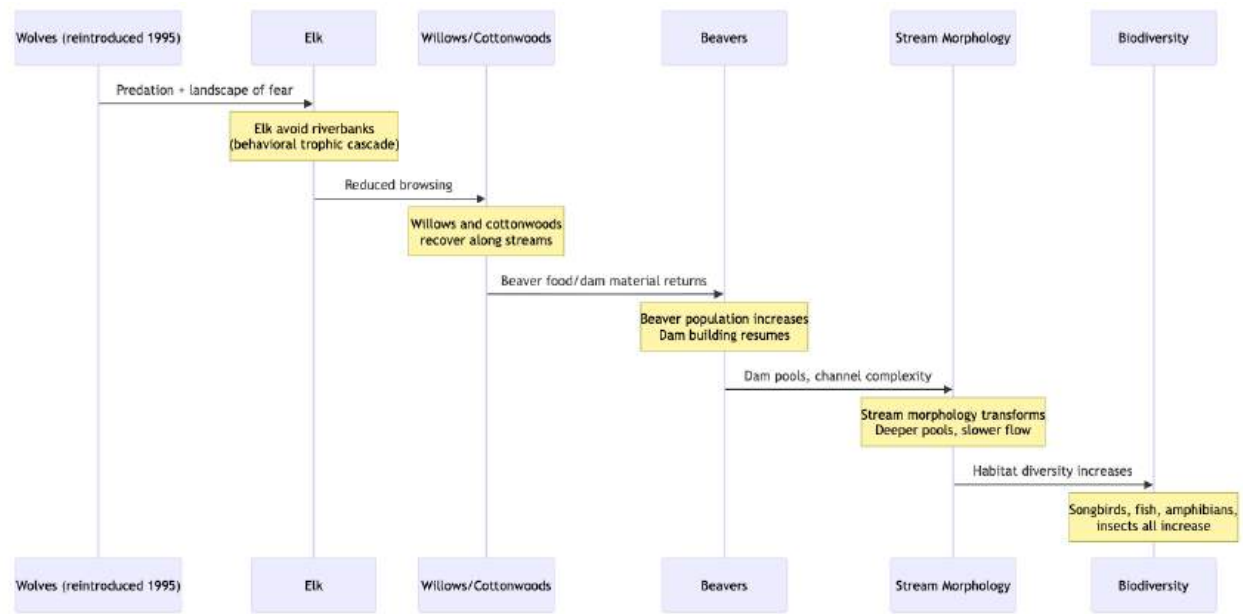 Wolves (reintroduced 1995)
Elk
Willows/Cottonwoods
Beavers
Stream Morphology
Biodiversity
Predation + landscape of fear
Elk avoid riverbanks
(behavioral trophic cascade)
Reduced browsing
Willows and cottonwoods
recover along streams
Beaver food/dam material returns
Beaver population increases
Dam building resumes
Dam pools, channel complexity
Stream morphology transforms
Deeper pools, slower flow
Habitat diversity increases
Songbirds, fish, amphibians,
insects all increase
Wolves (reintroduced 1995)
Elk
Willows/Cottonwoods
Beavers
Stream Morphology
Biodiversity